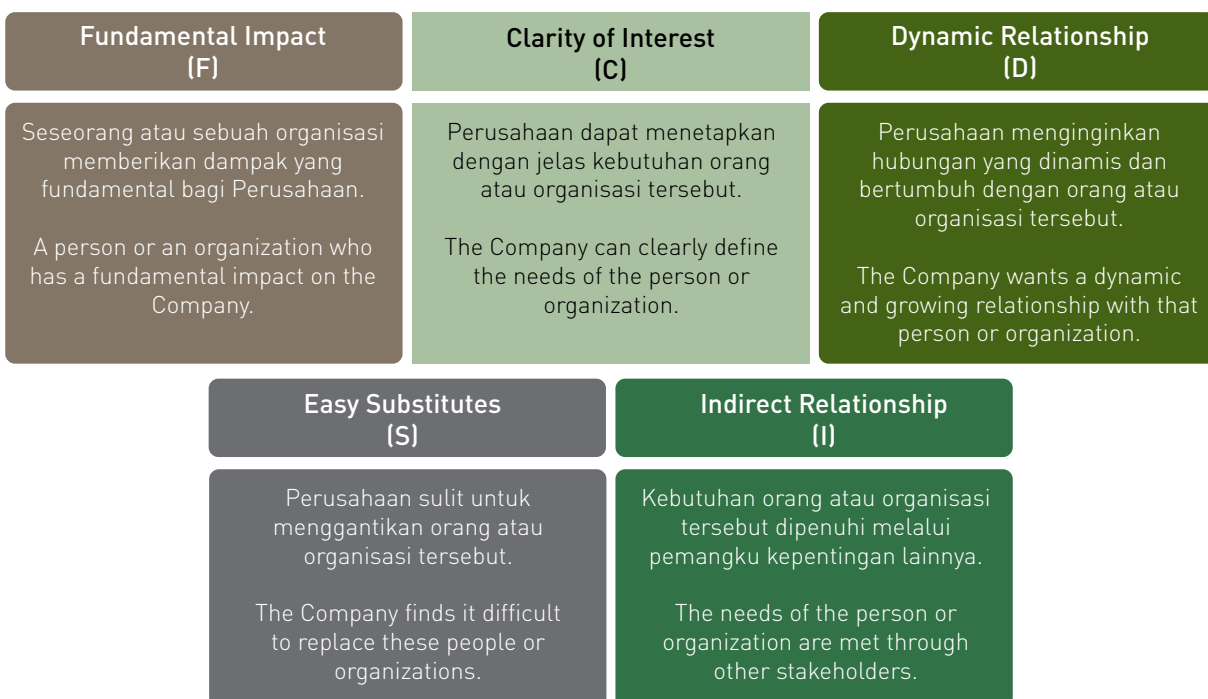 Fundamental Impact
(F)
Seseorang atau sebuah organisasi
memberikan dampak yang
fundamental bagi Perusahaan.
A person or an organization who
has a fundamental impact on the
Company.
Clarity of Interest
(C)
Perusahaan dapat menetapkan
dengan jelas kebutuhan orang
atau organisasi tersebut.
The Company can clearly define
the needs of the person or
organization.
Dynamic Relationship
(D)
Perusahaan menginginkan
hubungan yang dinamis dan
bertumbuh dengan orang atau
organisasi tersebut.
The Company wants a dynamic
and growing relationship with that
person or organization.
Easy Substitutes
(S)
Perusahaan sulit untuk
menggantikan orang atau
organisasi tersebut.
The Company finds it difficult
to replace these people or
organizations.
Indirect Relationship
(I)
Kebutuhan orang atau organisasi
tersebut dipenuhi melalui
pemangku kepentingan lainnya.
The needs of the person or
organization are met through
other stakeholders.